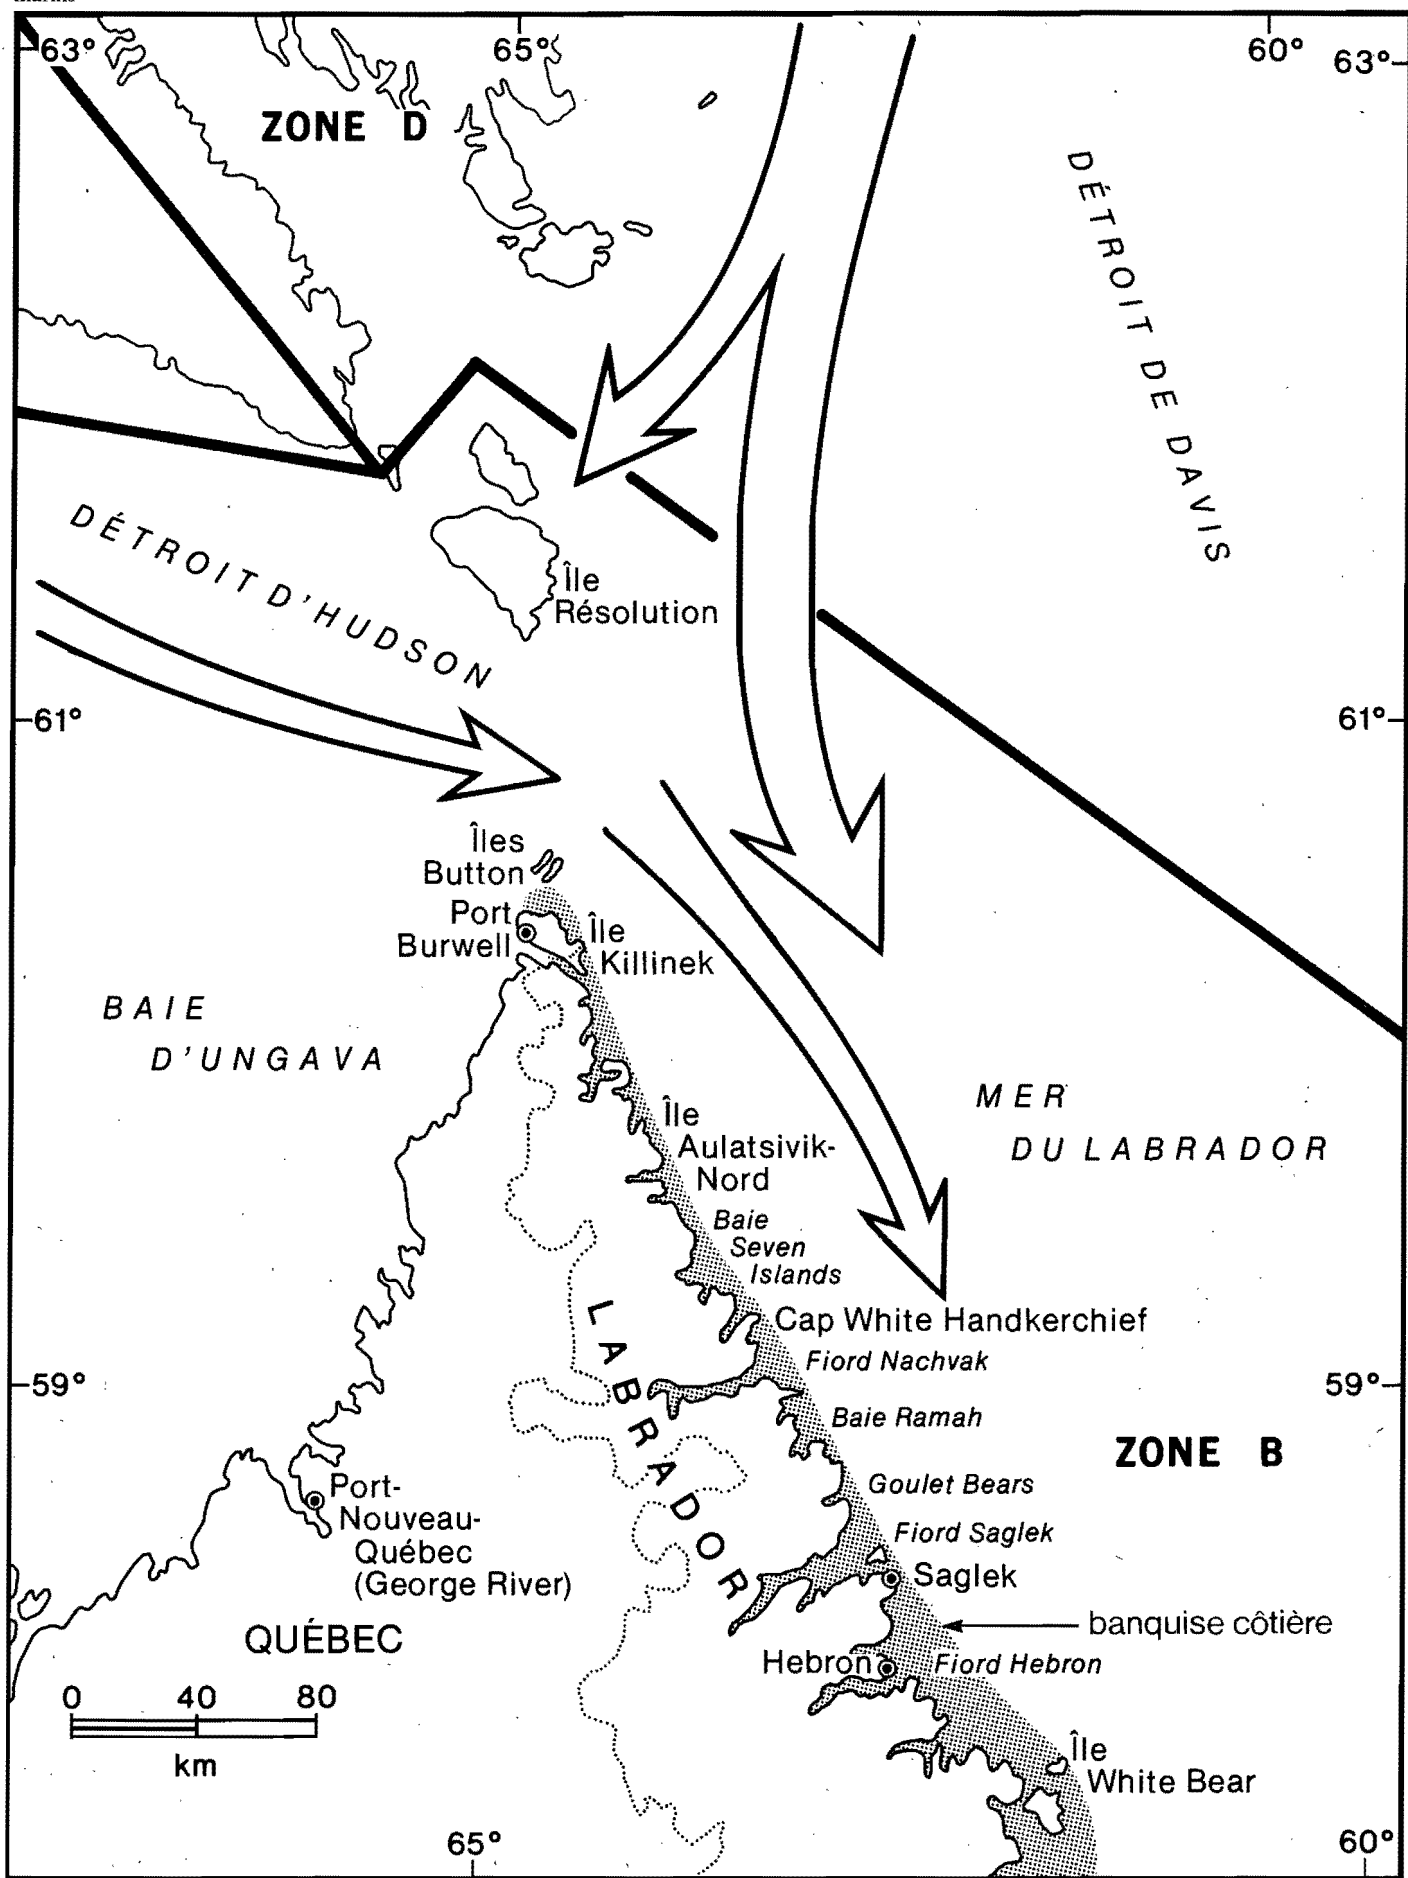 63°
65°
60°
63°
ZONE D
DÉTROIT DE DAVIS
DÉTROIT D'HUDSON
Île
Résolution
61°
61°
Îles
Button
Port
Burwell
Île
Killinek
BAIE
D'UNGAVA
MER
DU LABRADOR
Île
Aulatsivik-
Nord
Baie
Seven
Islands
Cap White Handkerchief
Fiord Nachvak
LABRADOR
59°
59°
Baie Ramah
ZONE B
Goulet Bears
Port-
Nouveau-
Québec
(George River)
Fiord Saglek
Saglek
banquise côtière
QUÉBEC
Hebron
Fiord Hebron
0 40 80
km
Île
White Bear
65°
60°